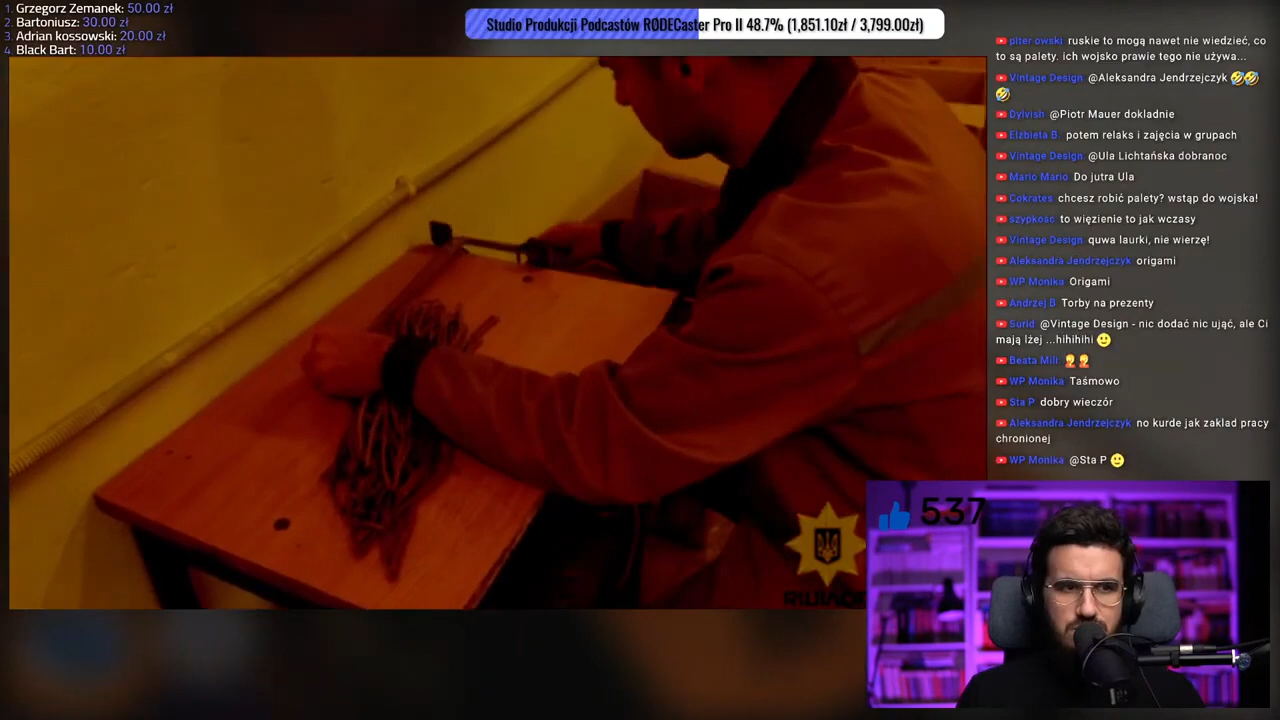 1. Grzegorz Zemanek: 50.00 zł
2. Bartoniusz: 30.00 zł
3. Adrian kossowski: 20.00 zł
4. Black Bart: 10.00 zł
Studio Produkcji Podcastów RØDECaster Pro II 48.7% (1,851.10zł / 3,799.00zł)
piter owski ruskie to mogą nawet nie wiedzieć, co
to są palety. ich wojsko prawie tego nie używa...
Vintage Design @Aleksandra Jendrzejczyk 🤣🤣
🤣
Dylvish @Piotr Mauer dokladnie
Elżbieta B. potem relaks i zajęcia w grupach
Vintage Design @Ula Lichtańska dobranoc
Mario Mario Do jutra Ula
Cokrates chcesz robić palety? wstąp do wojska!
szypkosc to więzienie to jak wczasy
Vintage Design quwa laurki, nie wierzę!
Aleksandra Jendrzejczyk origami
WP Monika Origami
Andrzej B Torby na prezenty
Surid @Vintage Design - nic dodać nic ująć, ale Ci
mają lżej ...hihihihi 🙂
Beata Mili 🤦🤦
WP Monika Taśmowo
Sta P dobry wieczór
Aleksandra Jendrzejczyk no kurde jak zaklad pracy
chronionej
WP Monika @Sta P 🙂
537